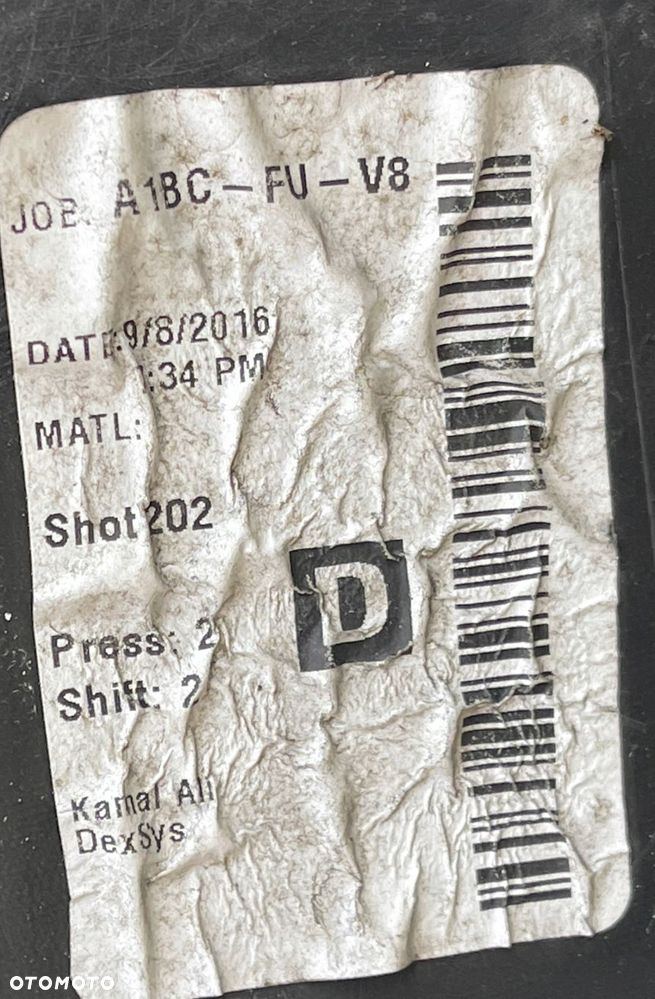 JOB: A1BC-FU-V8
DATE:9/8/2016
:34 PM
MATL:
Shot 202
Press: 2
Shift: 2
D
Kamal Ali
DexSys
OTOMOTO